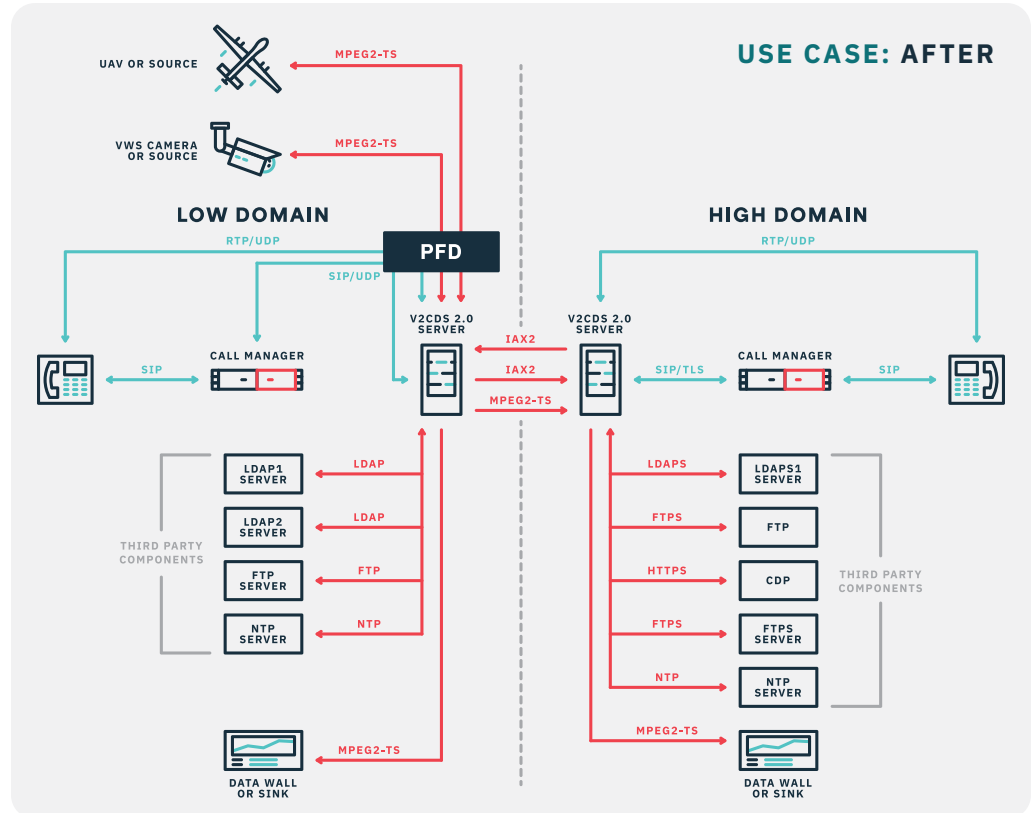 USE CASE: AFTER
UAV OR SOURCE
MPEG2-TS
VWS CAMERA
OR SOURCE
MPEG2-TS
LOW DOMAIN
HIGH DOMAIN
RTP/UDP
PFD
RTP/UDP
SIP/UDP
V2CDS 2.0
SERVER
V2CDS 2.0
SERVER
IAX2
CALL MANAGER
CALL MANAGER
SIP
IAX2
SIP/TLS
SIP
MPEG2-TS
LDAP1
SERVER
LDAP
LDAPS
LDAPS1
SERVER
LDAP2
SERVER
LDAP
FTPS
FTP
THIRD PARTY
COMPONENTS
FTP
SERVER
FTP
HTTPS
CDP
THIRD PARTY
COMPONENTS
NTP
SERVER
NTP
FTPS
FTPS
SERVER
NTP
NTP
SERVER
MPEG2-TS
MPEG2-TS
DATA WALL
OR SINK
DATA WALL
OR SINK